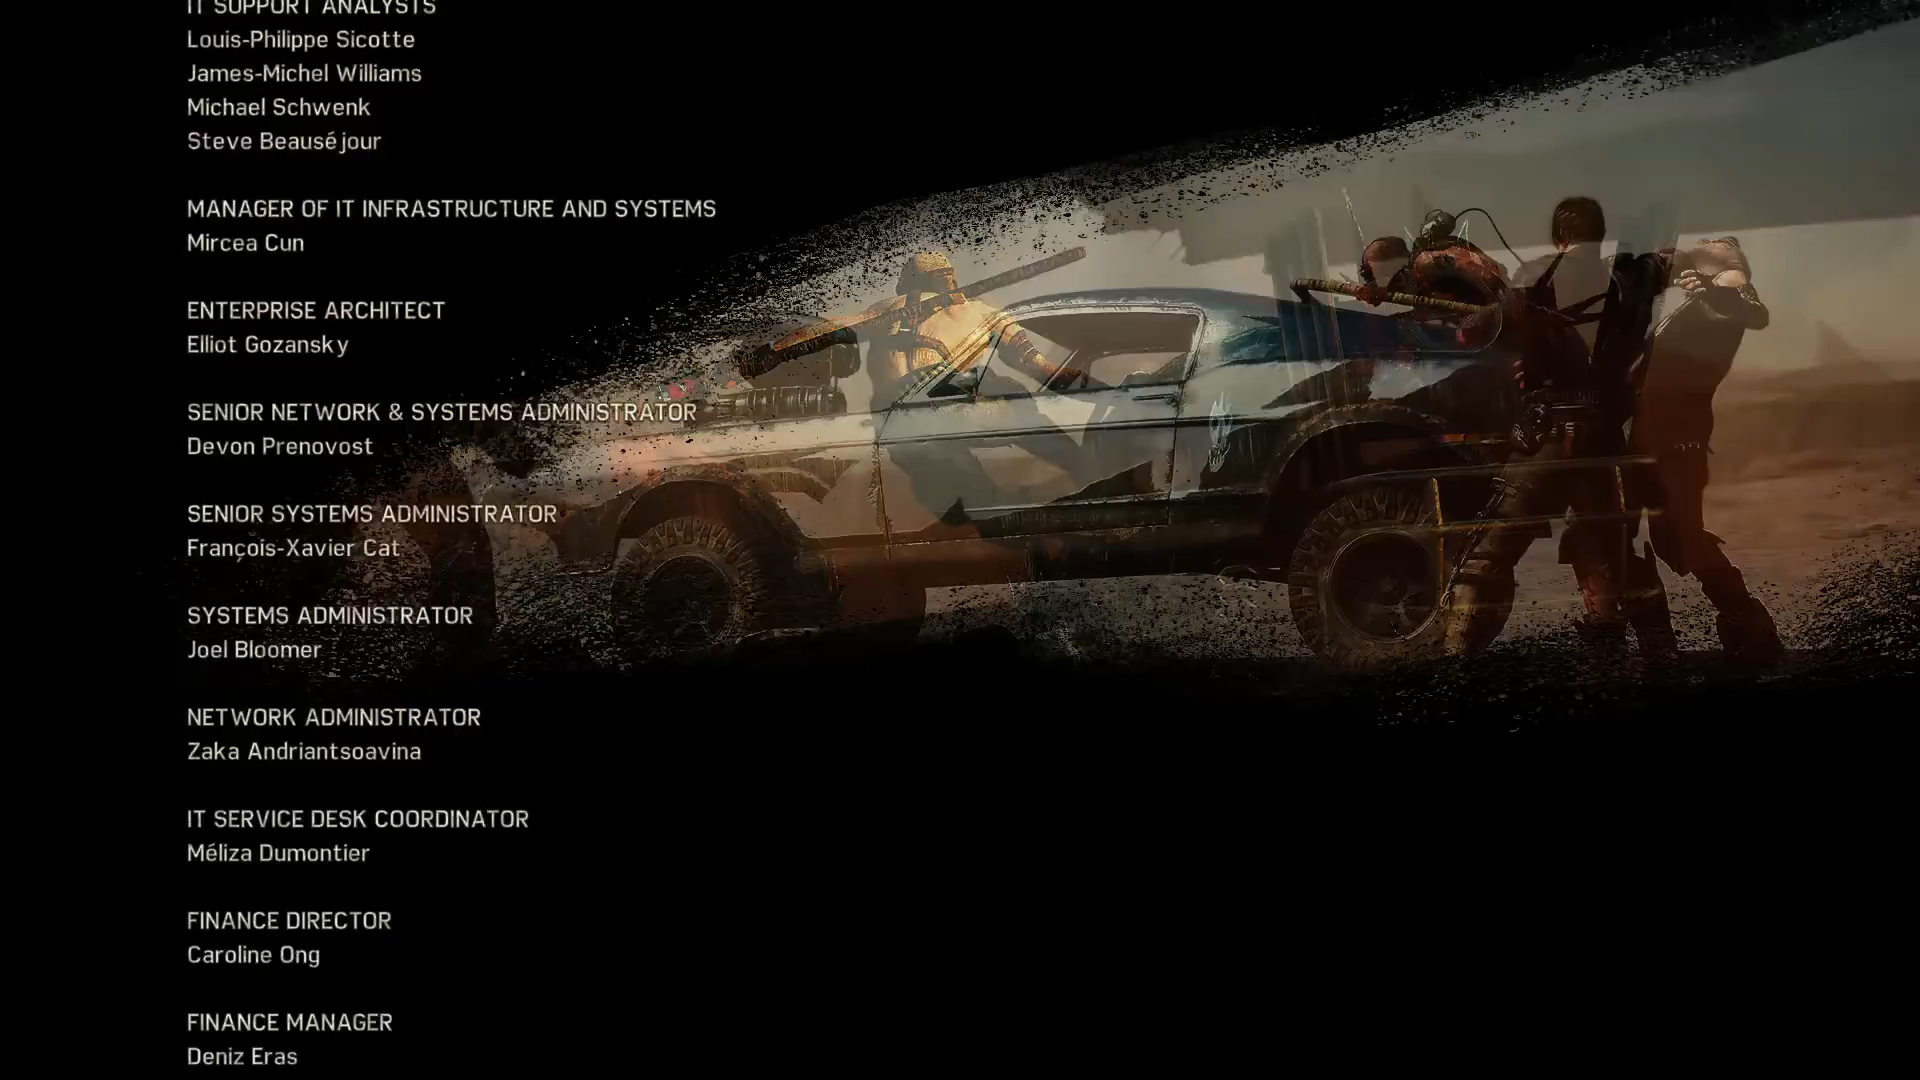 IT SUPPORT ANALYSTS
Louis-Philippe Sicotte
James-Michel Williams
Michael Schwenk
Steve Beauséjour
MANAGER OF IT INFRASTRUCTURE AND SYSTEMS
Mircea Cun
ENTERPRISE ARCHITECT
Elliot Gozansky
SENIOR NETWORK & SYSTEMS ADMINISTRATOR
Devon Prenovost
SENIOR SYSTEMS ADMINISTRATOR
François-Xavier Cat
SYSTEMS ADMINISTRATOR
Joel Bloomer
NETWORK ADMINISTRATOR
Zaka Andriantsoavina
IT SERVICE DESK COORDINATOR
Méliza Dumontier
FINANCE DIRECTOR
Caroline Ong
FINANCE MANAGER
Deniz Eras